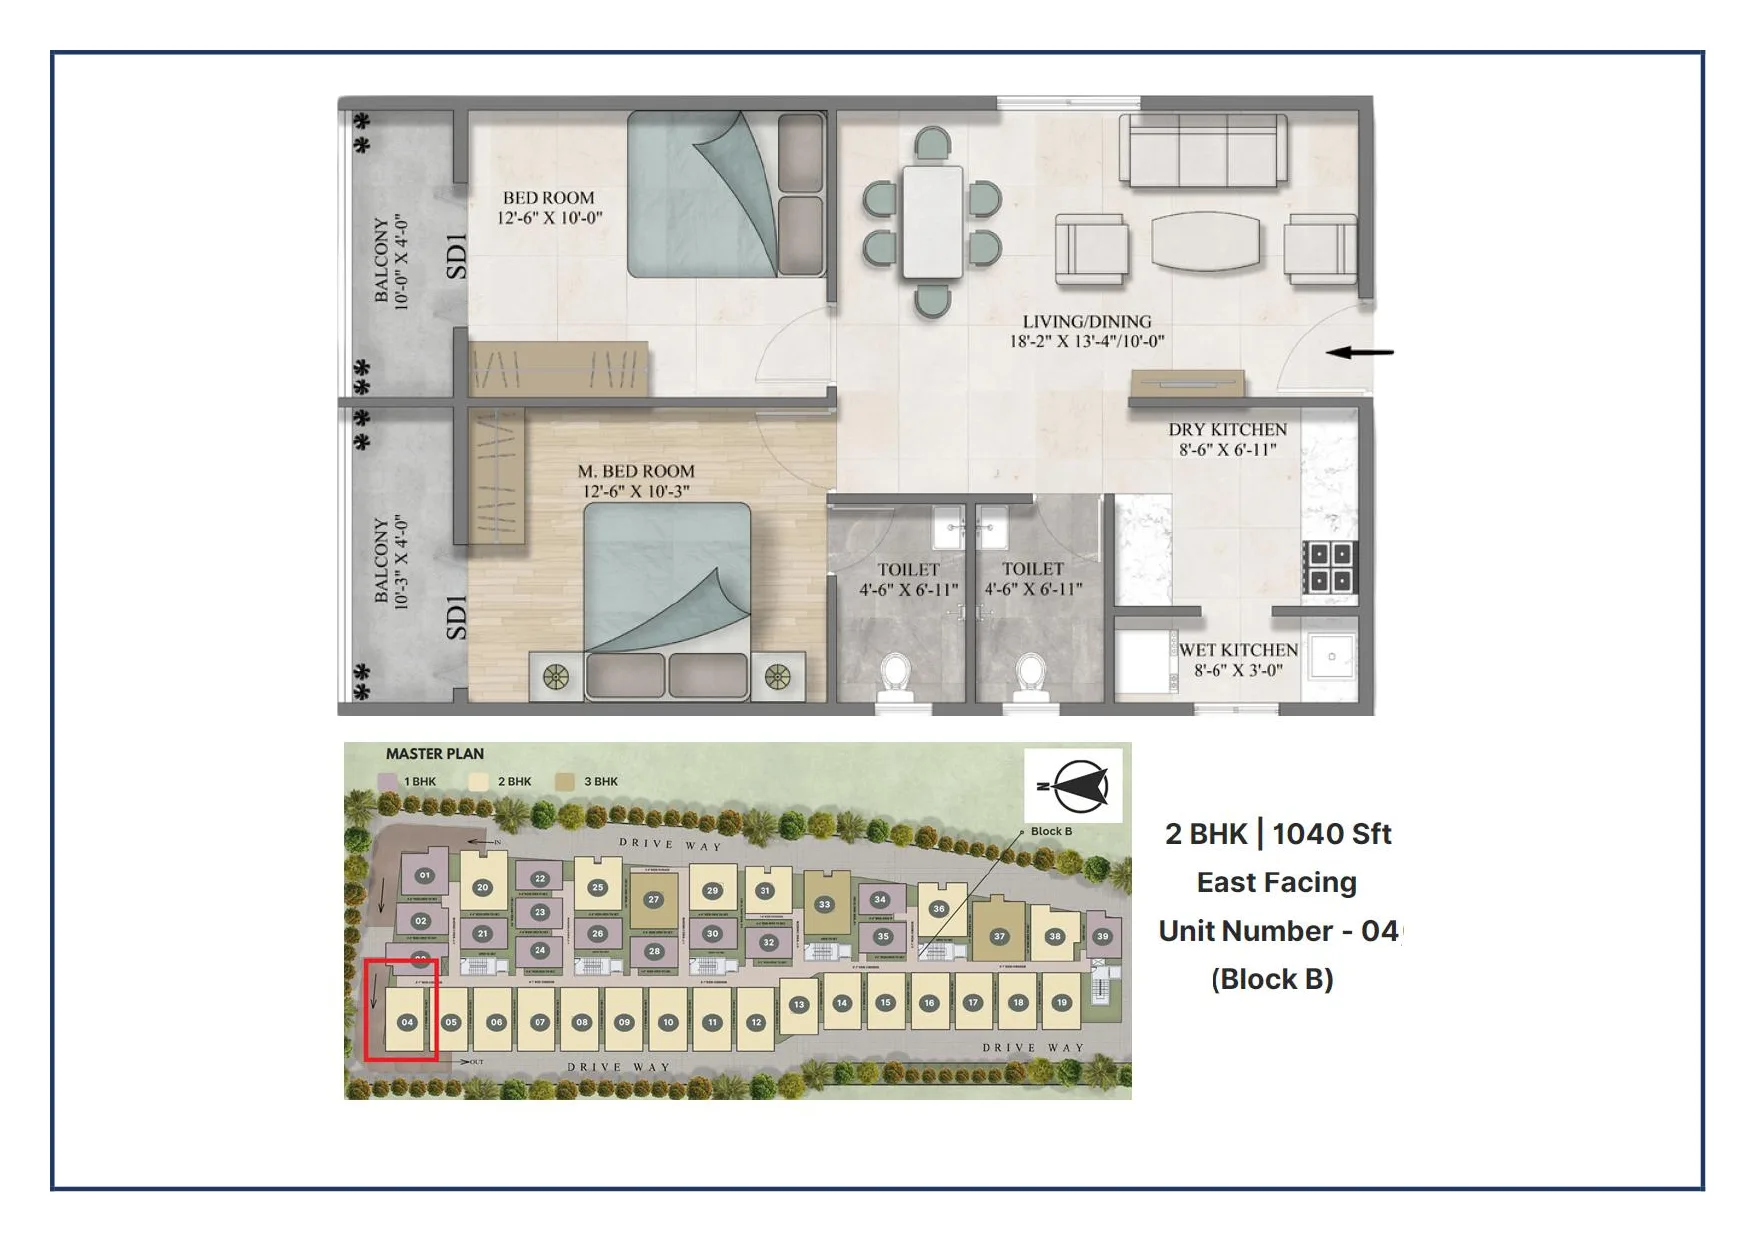 BED ROOM
12'-6" X 10'-0"
BALCONY
10'-0" X 4'-0"
SD1
LIVING/DINING
18'-2" X 13'-4"/10'-0"
DRY KITCHEN
8'-6" X 6'-11"
M. BED ROOM
12'-6" X 10'-3"
BALCONY
10'-3" X 4'-0"
SD1
TOILET
4'-6" X 6'-11"
TOILET
4'-6" X 6'-11"
WET KITCHEN
8'-6" X 3'-0"
MASTER PLAN
1 BHK
2 BHK
3 BHK
N
Block B
IN
DRIVE WAY
01
20
22
25
27
29
31
33
34
36
02
21
23
24
26
28
30
32
35
37
38
39
04
05
06
07
08
09
10
11
12
13
14
15
16
17
18
19
OUT
DRIVE WAY
DRIVE WAY
2 BHK | 1040 Sft
East Facing
Unit Number - 04
(Block B)